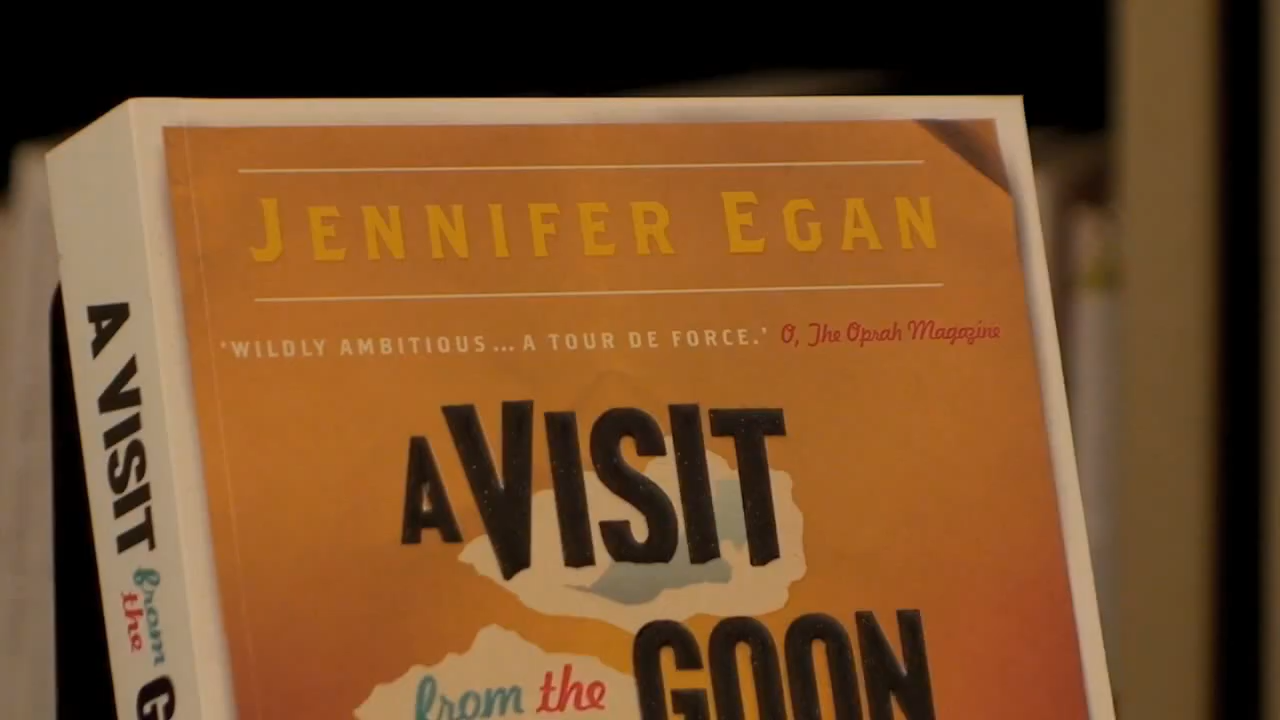 JENNIFER EGAN
'WILDLY AMBITIOUS... A TOUR DE FORCE.' O, The Oprah Magazine
A VISIT
from the GOON
A VISIT from the G